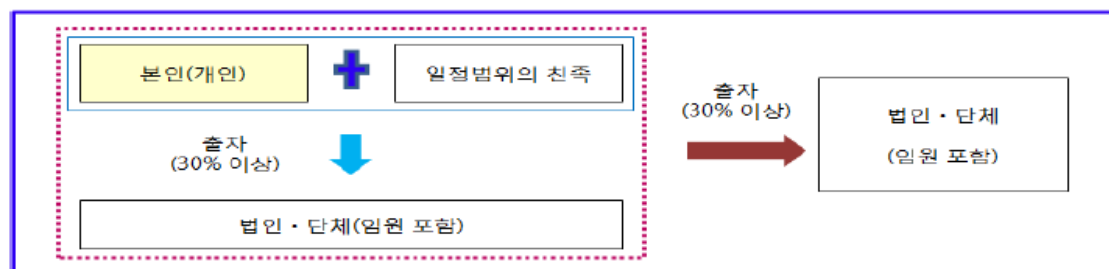 본인(개인)
일정범위의 친족
출자
(30% 이상)
법인・단체(임원 포함)
출자
(30% 이상)
법인・단체
(임원 포함)